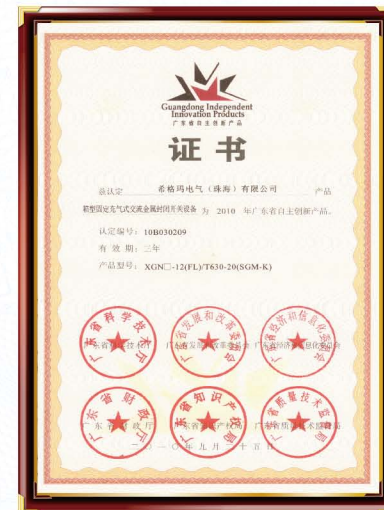 Guangdong Independent
Innovation Products
广东省自主创新产品
证书
兹认定 希格玛电气（珠海）有限公司 产品
箱型固定充气式交流金属封闭开关设备 为 2010 年广东省自主创新产品。
认定编号：10B030209
有 效 期：三年
产品型号：XGN□-12(FL)/T630-20(SGM-K)
广东省科学技术厅
广东省发展和改革委员会
广东省经济和信息化委员会
广东省财政厅
广东省知识产权局
广东省质量技术监督局
二〇一〇年九月二十五日